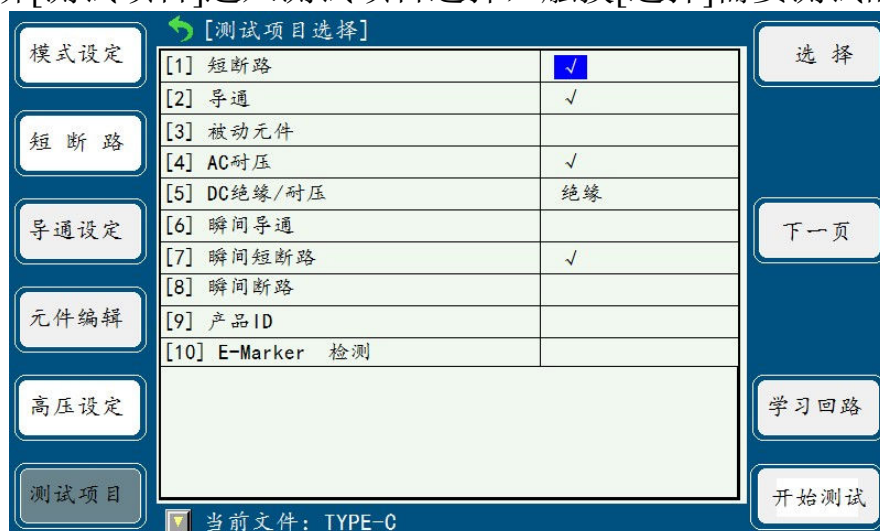 [测试项目选择]
模式设定
选 择
[1] 短断路 √
[2] 导通 √
短 断 路
[3] 被动元件
[4] AC耐压 √
[5] DC绝缘/耐压 绝缘
导通设定
下一页
[6] 瞬间导通
[7] 瞬间短断路 √
[8] 瞬间断路
元件编辑
[9] 产品ID
[10] E-Marker 检测
高压设定
学习回路
测试项目
开始测试
当前文件: TYPE-C